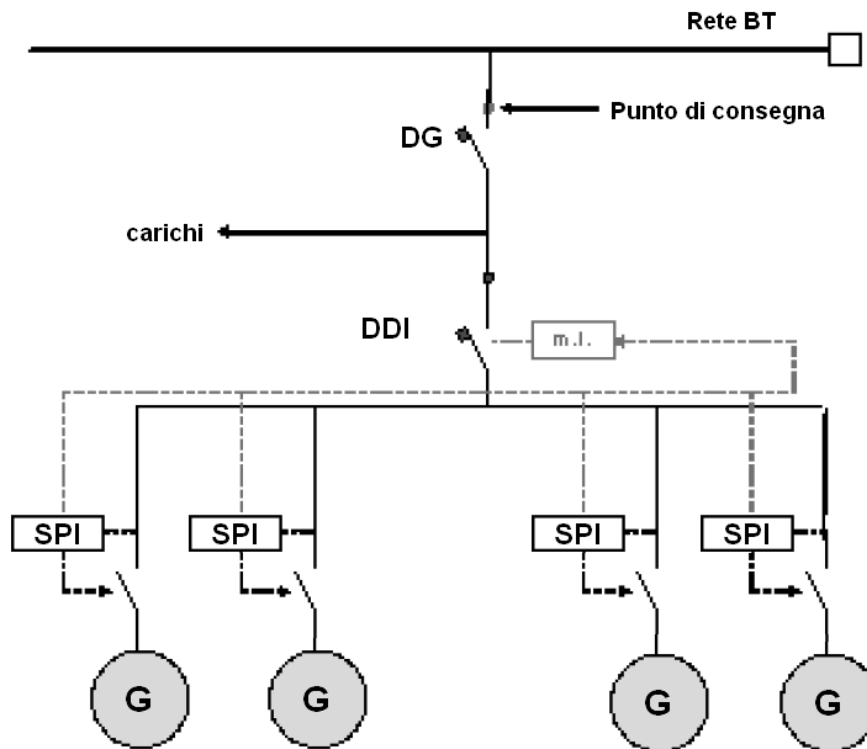 Rete BT
Punto di consegna
DG
carichi
DDI
m.l.
SPI SPI SPI SPI
G G G G